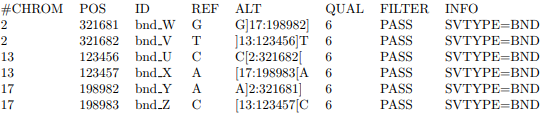 #CHROM POS ID REF ALT QUAL FILTER INFO
2 321681 bnd_W G G]17:198982] 6 PASS SVTYPE=BND
2 321682 bnd_V T ]13:123456]T 6 PASS SVTYPE=BND
13 123456 bnd_U C C[2:321682[ 6 PASS SVTYPE=BND
13 123457 bnd_X A [17:198983[A 6 PASS SVTYPE=BND
17 198982 bnd_Y A A]2:321681] 6 PASS SVTYPE=BND
17 198983 bnd_Z C [13:123457[C 6 PASS SVTYPE=BND